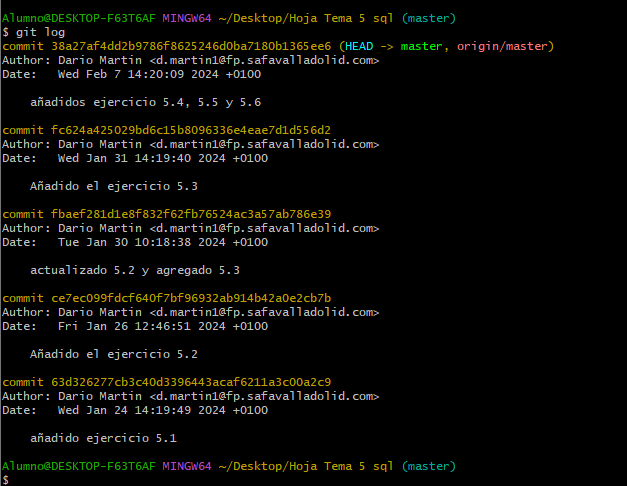 Alumno@DESKTOP-F63T6AF MINGW64 ~/Desktop/Hoja Tema 5 sql (master)
$ git log
commit 38a27af4dd2b9786f8625246d0ba7180b1365ee6 (HEAD -> master, origin/master)
Author: Dario Martin <d.martin1@fp.safavalladolid.com>
Date:   Wed Feb 7 14:20:09 2024 +0100
añadidos ejercicio 5.4, 5.5 y 5.6
commit fc624a425029bd6c15b8096336e4eae7d1d556d2
Author: Dario Martin <d.martin1@fp.safavalladolid.com>
Date:   Wed Jan 31 14:19:40 2024 +0100
Añadido el ejercicio 5.3
commit fbaef281d1e8f832f62fb76524ac3a57ab786e39
Author: Dario Martin <d.martin1@fp.safavalladolid.com>
Date:   Tue Jan 30 10:18:38 2024 +0100
actualizado 5.2 y agregado 5.3
commit ce7ec099fdcf640f7bf96932ab914b42a0e2cb7b
Author: Dario Martin <d.martin1@fp.safavalladolid.com>
Date:   Fri Jan 26 12:46:51 2024 +0100
Añadido el ejercicio 5.2
commit 63d326277cb3c40d3396443acaf6211a3c00a2c9
Author: Dario Martin <d.martin1@fp.safavalladolid.com>
Date:   Wed Jan 24 14:19:49 2024 +0100
añadido ejercicio 5.1
Alumno@DESKTOP-F63T6AF MINGW64 ~/Desktop/Hoja Tema 5 sql (master)
$